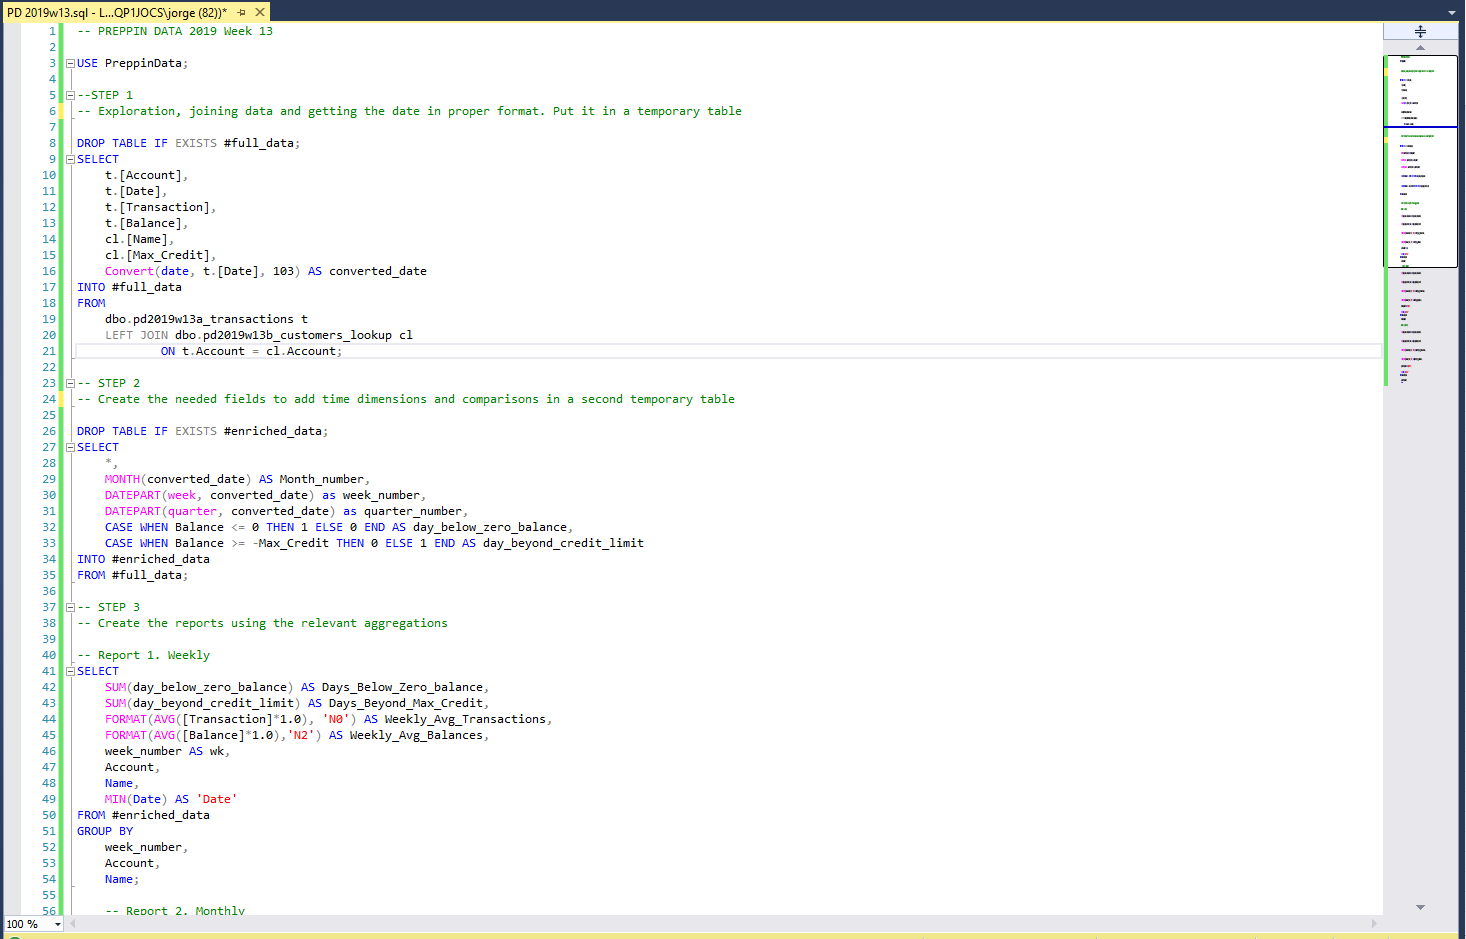 PD 2019w13.sql - L...QP1JOCS\jorge (82))*
1 -- PREPPIN DATA 2019 Week 13
2
3 USE PreppinData;
4
5 --STEP 1
6 -- Exploration, joining data and getting the date in proper format. Put it in a temporary table
7
8 DROP TABLE IF EXISTS #full_data;
9 SELECT
10 t.[Account],
11 t.[Date],
12 t.[Transaction],
13 t.[Balance],
14 cl.[Name],
15 cl.[Max_Credit],
16 Convert(date, t.[Date], 103) AS converted_date
17 INTO #full_data
18 FROM
19 dbo.pd2019w13a_transactions t
20 LEFT JOIN dbo.pd2019w13b_customers_lookup cl
21 ON t.Account = cl.Account;
22
23 -- STEP 2
24 -- Create the needed fields to add time dimensions and comparisons in a second temporary table
25
26 DROP TABLE IF EXISTS #enriched_data;
27 SELECT
28 *,
29 MONTH(converted_date) AS Month_number,
30 DATEPART(week, converted_date) as week_number,
31 DATEPART(quarter, converted_date) as quarter_number,
32 CASE WHEN Balance <= 0 THEN 1 ELSE 0 END AS day_below_zero_balance,
33 CASE WHEN Balance >= -Max_Credit THEN 0 ELSE 1 END AS day_beyond_credit_limit
34 INTO #enriched_data
35 FROM #full_data;
36
37 -- STEP 3
38 -- Create the reports using the relevant aggregations
39
40 -- Report 1. Weekly
41 SELECT
42 SUM(day_below_zero_balance) AS Days_Below_Zero_balance,
43 SUM(day_beyond_credit_limit) AS Days_Beyond_Max_Credit,
44 FORMAT(AVG([Transaction]*1.0), 'N0') AS Weekly_Avg_Transactions,
45 FORMAT(AVG([Balance]*1.0),'N2') AS Weekly_Avg_Balances,
46 week_number AS wk,
47 Account,
48 Name,
49 MIN(Date) AS 'Date'
50 FROM #enriched_data
51 GROUP BY
52 week_number,
53 Account,
54 Name;
55
56 -- Report 2. Monthly
100 %